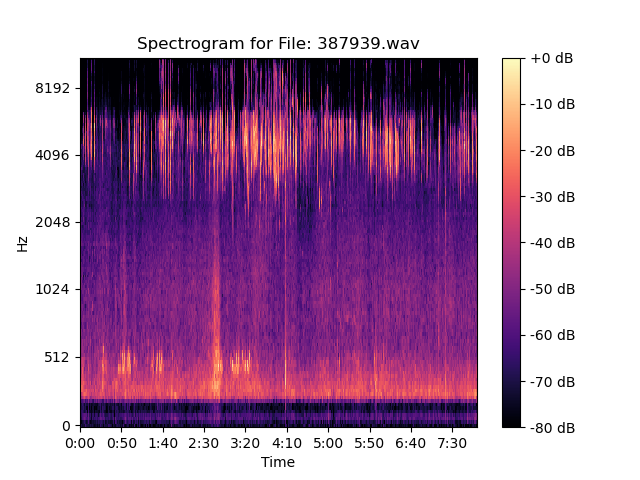 Spectrogram for File: 387939.wav
+0 dB
8192
-10 dB
4096
-20 dB
-30 dB
2048
Hz
-40 dB
1024
-50 dB
512
-60 dB
-70 dB
0
-80 dB
0:00 0:50 1:40 2:30 3:20 4:10 5:00 5:50 6:40 7:30
Time